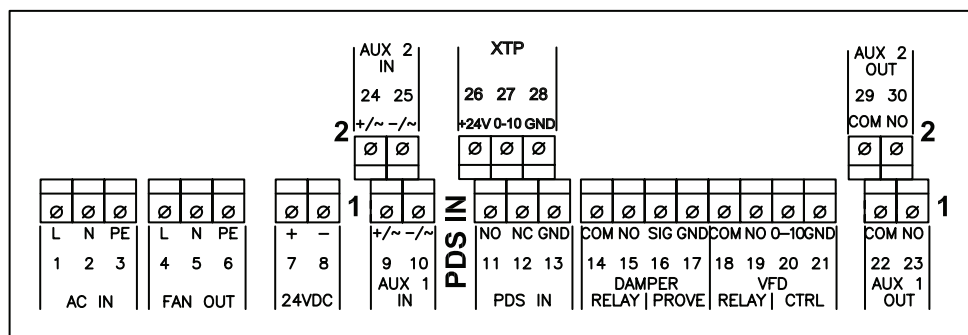 AUX 2
IN
24 25
+/~ −/~
2
XTP
26 27 28
+24V 0-10 GND
AUX 2
OUT
29 30
COM NO
2
L N PE
1 2 3
AC IN
L N PE
4 5 6
FAN OUT
+ −
7 8
24VDC
1
+/~ −/~
9 10
AUX 1
IN
PDS IN
NO NC GND
11 12 13
PDS IN
COM NO SIG GND
14 15 16 17
DAMPER
RELAY PROVE
COM NO 0–10 GND
18 19 20 21
VFD
RELAY CTRL
COM NO
22 23
AUX 1
OUT
1